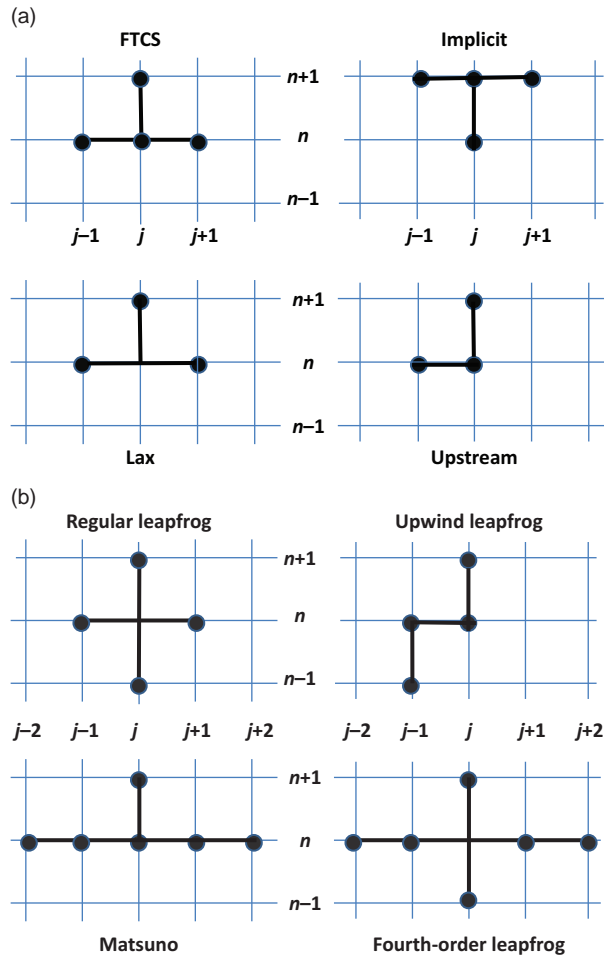 (a)
FTCS
Implicit
n+1
n
n−1
j−1 j j+1
j−1 j j+1
n+1
n
n−1
Lax
Upstream
(b)
Regular leapfrog
Upwind leapfrog
n+1
n
n−1
j−2 j−1 j j+1 j+2
j−2 j−1 j j+1 j+2
n+1
n
n−1
Matsuno
Fourth-order leapfrog